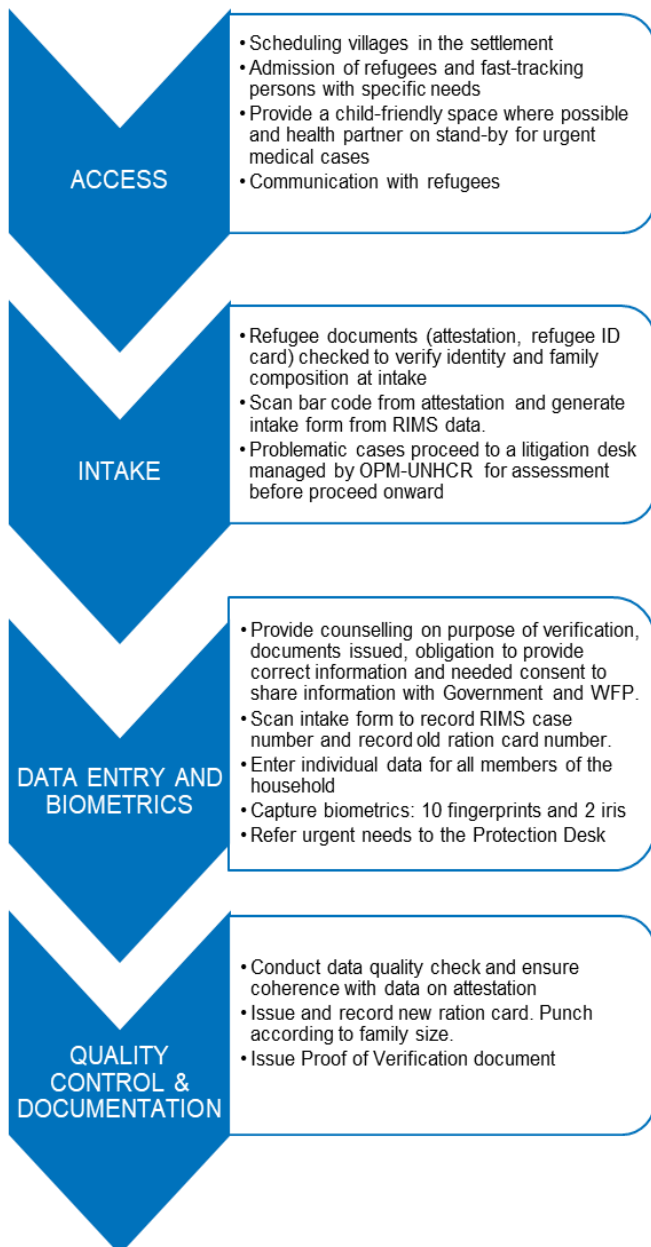 ACCESS
• Scheduling villages in the settlement
• Admission of refugees and fast-tracking
persons with specific needs
• Provide a child-friendly space where possible
and health partner on stand-by for urgent
medical cases
• Communication with refugees
INTAKE
• Refugee documents (attestation, refugee ID
card) checked to verify identity and family
composition at intake
• Scan bar code from attestation and generate
intake form from RIMS data.
• Problematic cases proceed to a litigation desk
managed by OPM-UNHCR for assessment
before proceed onward
DATA ENTRY AND
BIOMETRICS
• Provide counselling on purpose of verification,
documents issued, obligation to provide
correct information and needed consent to
share information with Government and WFP.
• Scan intake form to record RIMS case
number and record old ration card number.
• Enter individual data for all members of the
household
• Capture biometrics: 10 fingerprints and 2 iris
• Refer urgent needs to the Protection Desk
QUALITY
CONTROL &
DOCUMENTATION
• Conduct data quality check and ensure
coherence with data on attestation
• Issue and record new ration card. Punch
according to family size.
• Issue Proof of Verification document